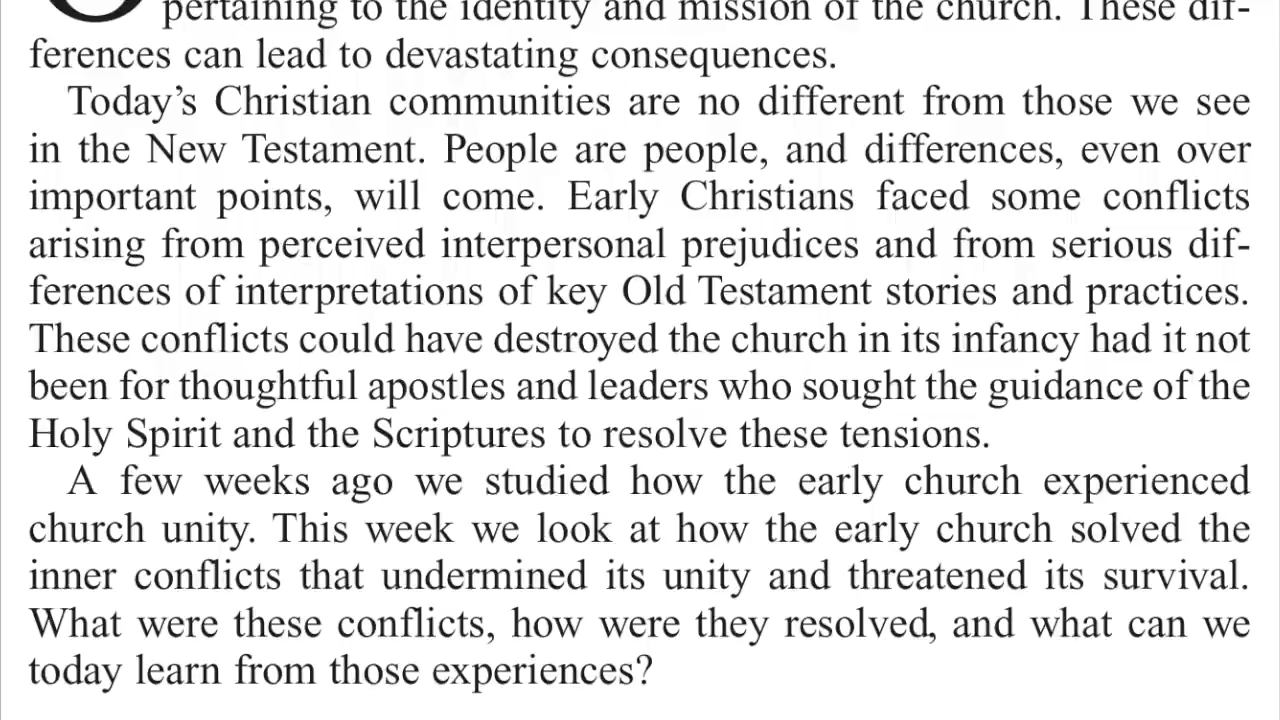 pertaining to the identity and mission of the church. These dif-
ferences can lead to devastating consequences.
Today’s Christian communities are no different from those we see
in the New Testament. People are people, and differences, even over
important points, will come. Early Christians faced some conflicts
arising from perceived interpersonal prejudices and from serious dif-
ferences of interpretations of key Old Testament stories and practices.
These conflicts could have destroyed the church in its infancy had it not
been for thoughtful apostles and leaders who sought the guidance of the
Holy Spirit and the Scriptures to resolve these tensions.
A few weeks ago we studied how the early church experienced
church unity. This week we look at how the early church solved the
inner conflicts that undermined its unity and threatened its survival.
What were these conflicts, how were they resolved, and what can we
today learn from those experiences?